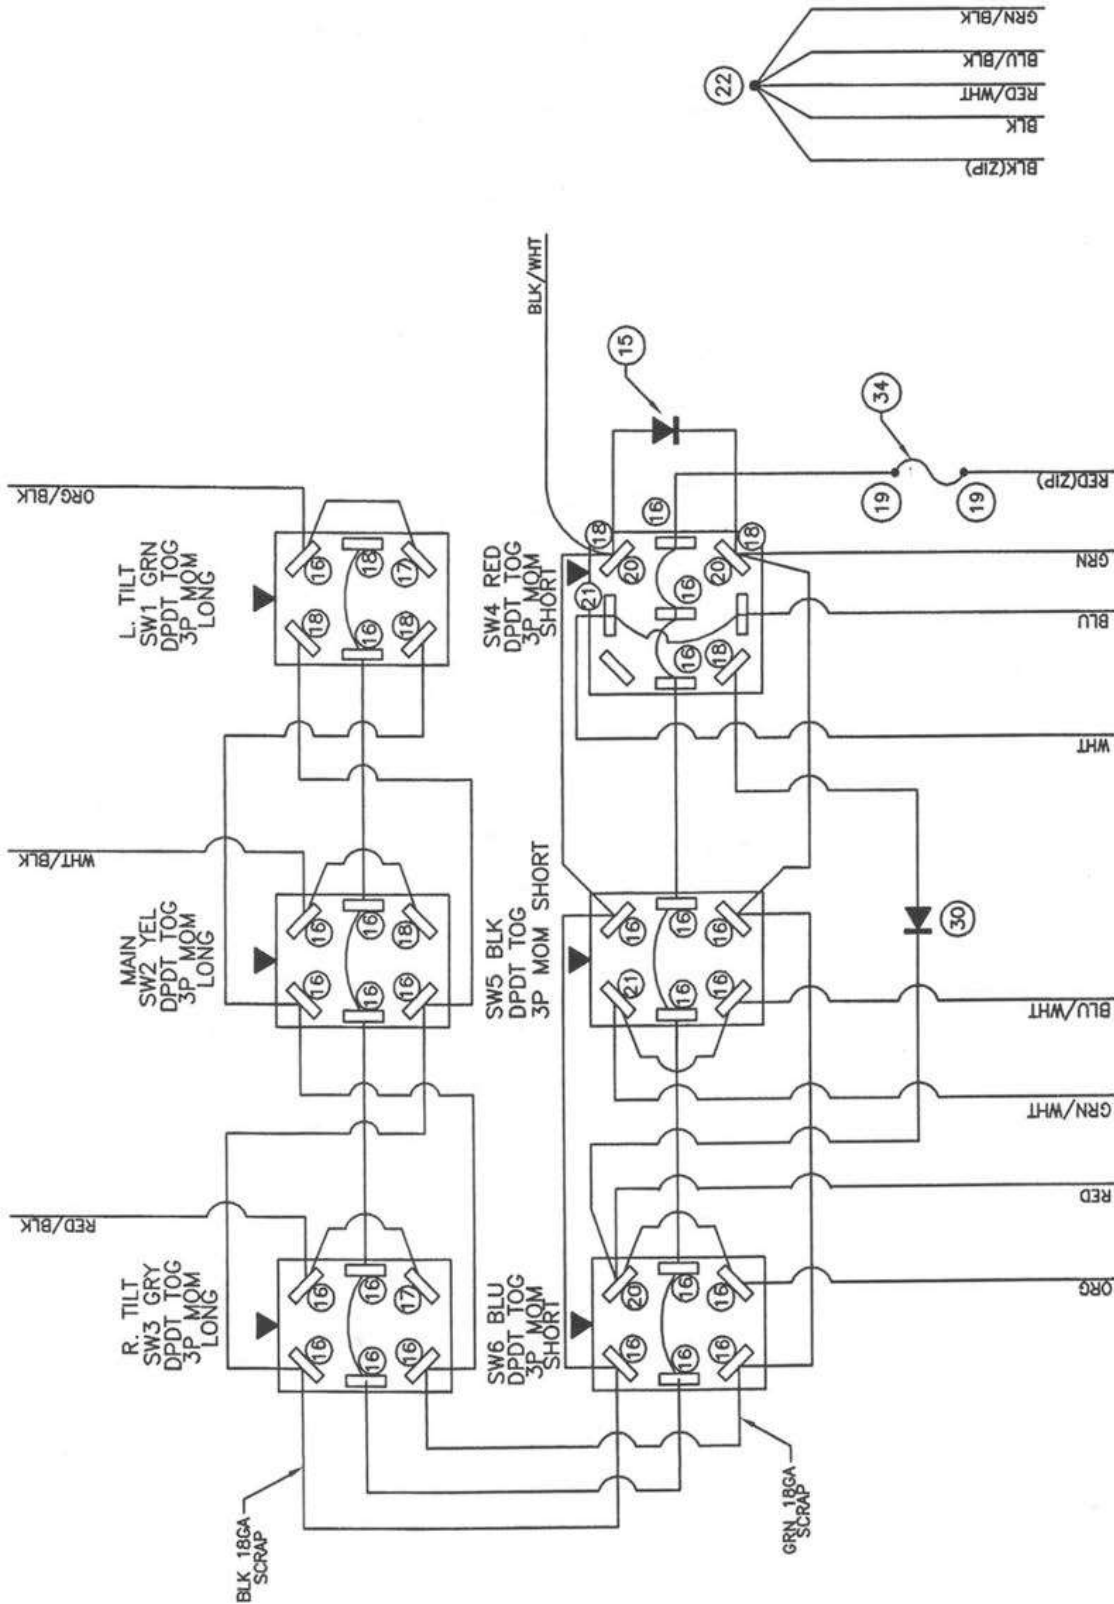 GRN/BLK
BLU/BLK
RED/WHT
BLK
BLK(ZIP)
22
ORG/BLK
L. TILT
SW1 GRN
DPDT TOG
3P MOM
LONG
16
18
17
18
16
18
WHT/BLK
MAIN
SW2 YEL
DPDT TOG
3P MOM
LONG
16
16
18
16
16
16
RED/BLK
R. TILT
SW3 GRY
DPDT TOG
3P MOM
LONG
16
16
17
16
16
16
BLK 18GA
SCRAP
BLK/WHT
15
SW4 RED
DPDT TOG
3P MOM
SHORT
18
16
18
20
20
21
16
16
18
34
19
19
RED(ZIP)
GRN
BLU
WHT
SW5 BLK
DPDT TOG
3P MOM SHORT
16
16
16
21
16
16
30
BLU/WHT
GRN/WHT
RED
ORG
SW6 BLU
DPDT TOG
3P MOM
SHORT
20
16
16
16
16
16
GRN 18GA
SCRAP